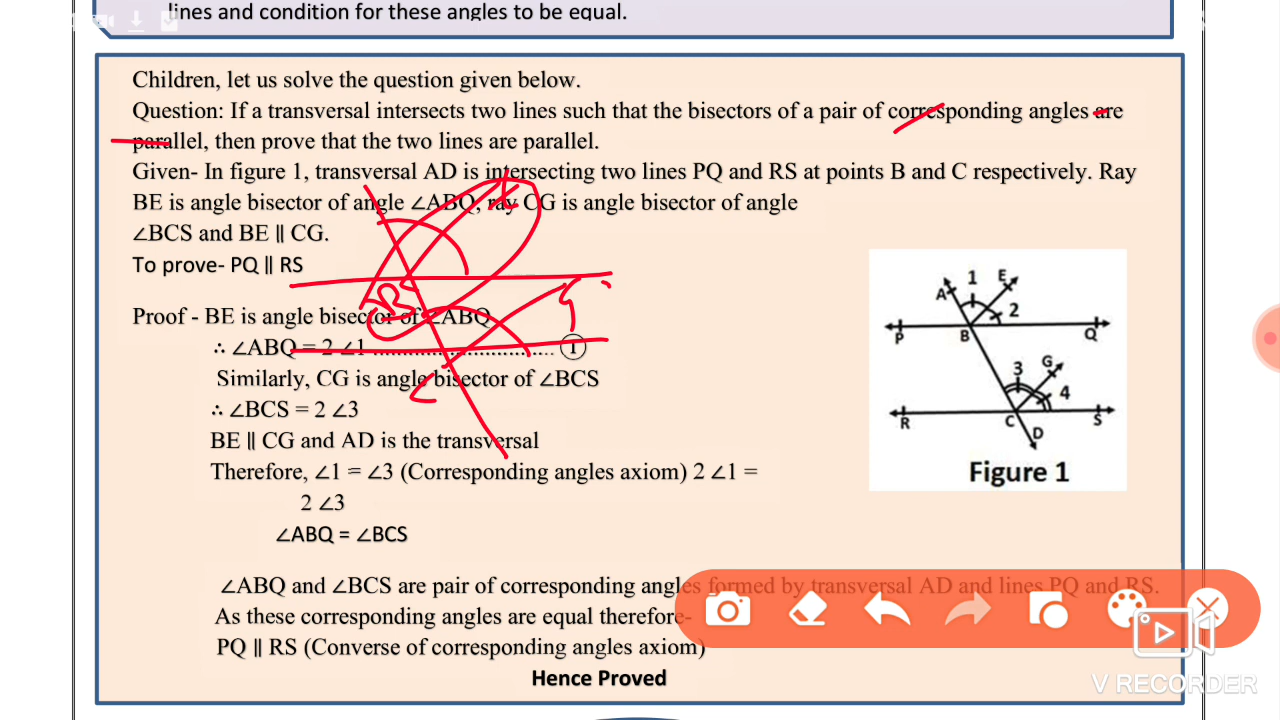 lines and condition for these angles to be equal.
Children, let us solve the question given below.
Question: If a transversal intersects two lines such that the bisectors of a pair of corresponding angles are
parallel, then prove that the two lines are parallel.
Given- In figure 1, transversal AD is intersecting two lines PQ and RS at points B and C respectively. Ray
BE is angle bisector of angle ∠ABQ, ray CG is angle bisector of angle
∠BCS and BE ∥ CG.
To prove- PQ ∥ RS
Proof - BE is angle bisector of ∠ABQ
∴ ∠ABQ = 2 ∠1 ................................. ①
Similarly, CG is angle bisector of ∠BCS
∴ ∠BCS = 2 ∠3
BE ∥ CG and AD is the transversal
Therefore, ∠1 = ∠3 (Corresponding angles axiom) 2 ∠1 =
2 ∠3
∠ABQ = ∠BCS
∠ABQ and ∠BCS are pair of corresponding angles formed by transversal AD and lines PQ and RS.
As these corresponding angles are equal therefore-
PQ ∥ RS (Converse of corresponding angles axiom)
Hence Proved
B
C
A 1 E
2
P B Q
3 G
4
R C S
D
Figure 1
V RECORDER